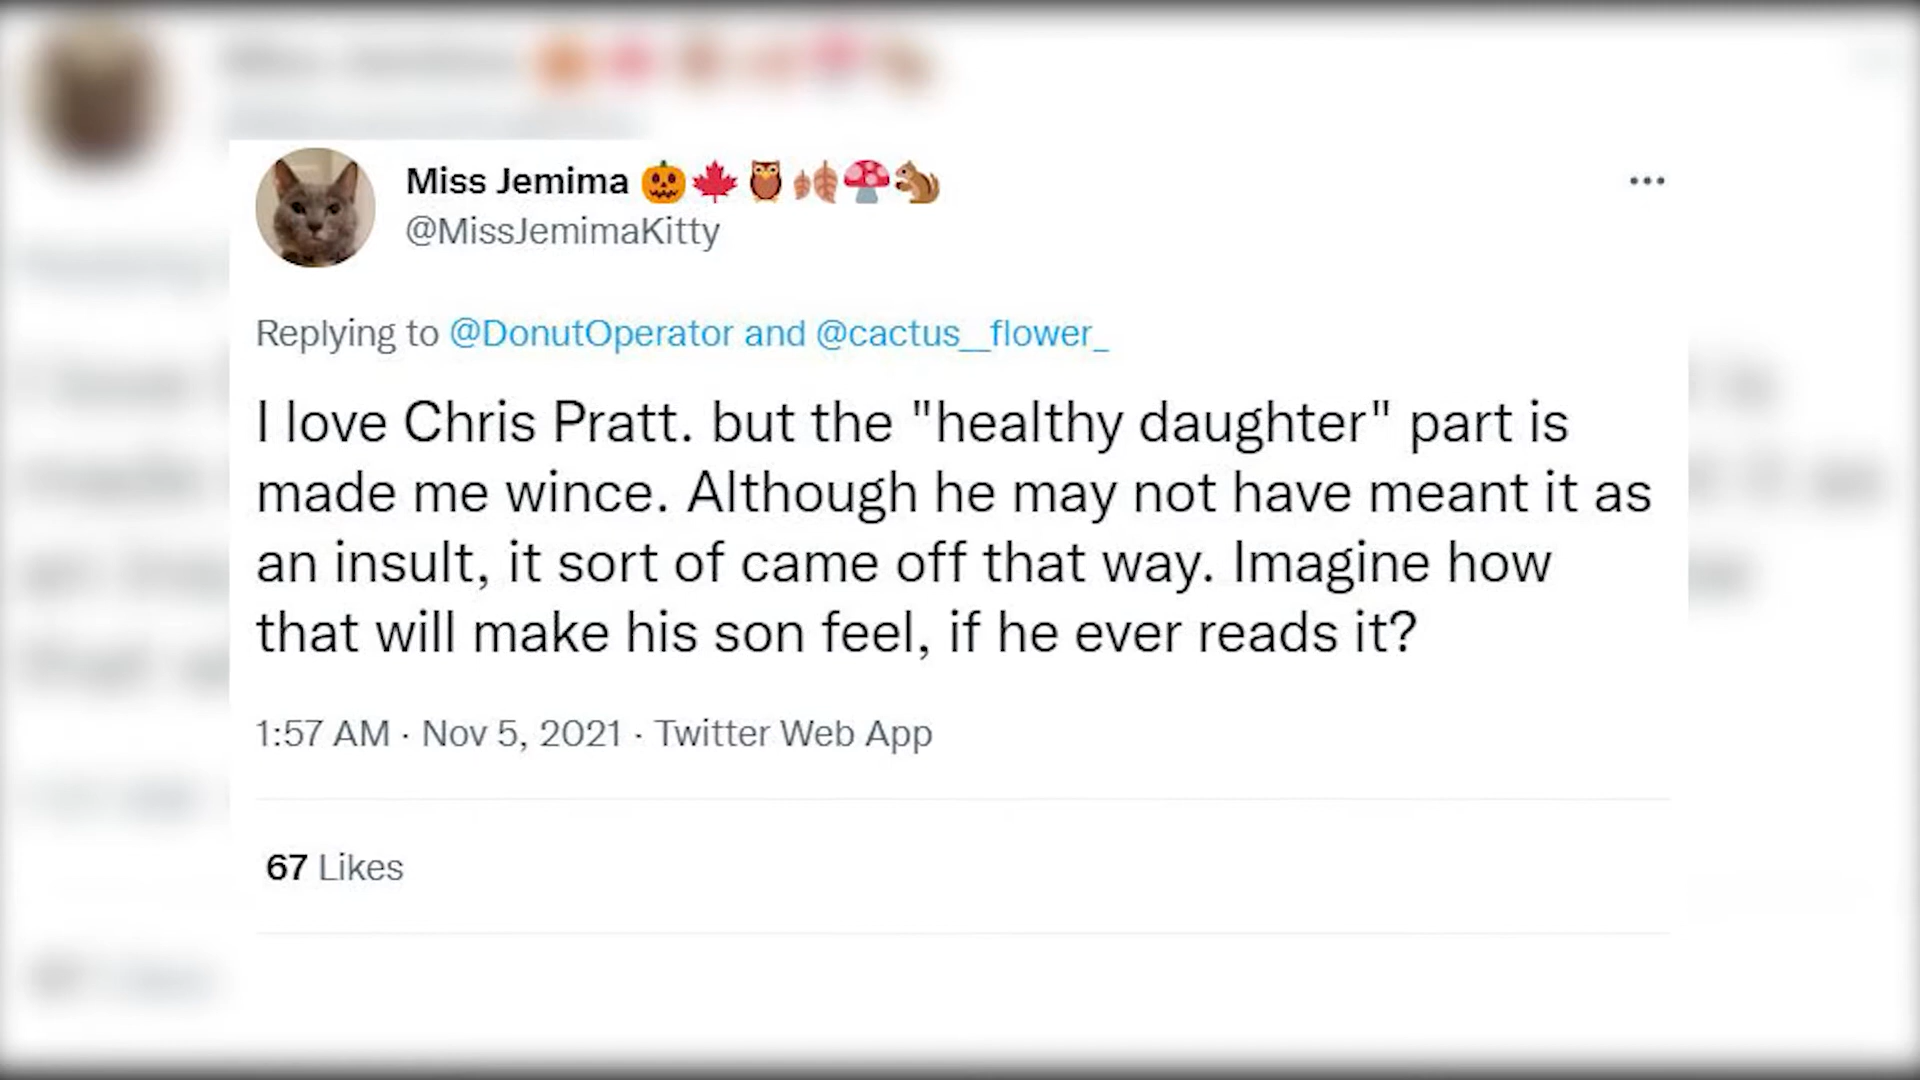 Miss Jemima 🎃🍁🦉🍂🍄🐿️
@MissJemimaKitty
Replying to @DonutOperator and @cactus__flower_
I love Chris Pratt. but the "healthy daughter" part is
made me wince. Although he may not have meant it as
an insult, it sort of came off that way. Imagine how
that will make his son feel, if he ever reads it?
1:57 AM · Nov 5, 2021 · Twitter Web App
67 Likes